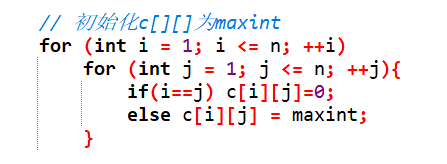 // 初始化c[][]为maxint
for (int i = 1; i <= n; ++i)
for (int j = 1; j <= n; ++j){
if(i==j) c[i][j]=0;
else c[i][j] = maxint;
}